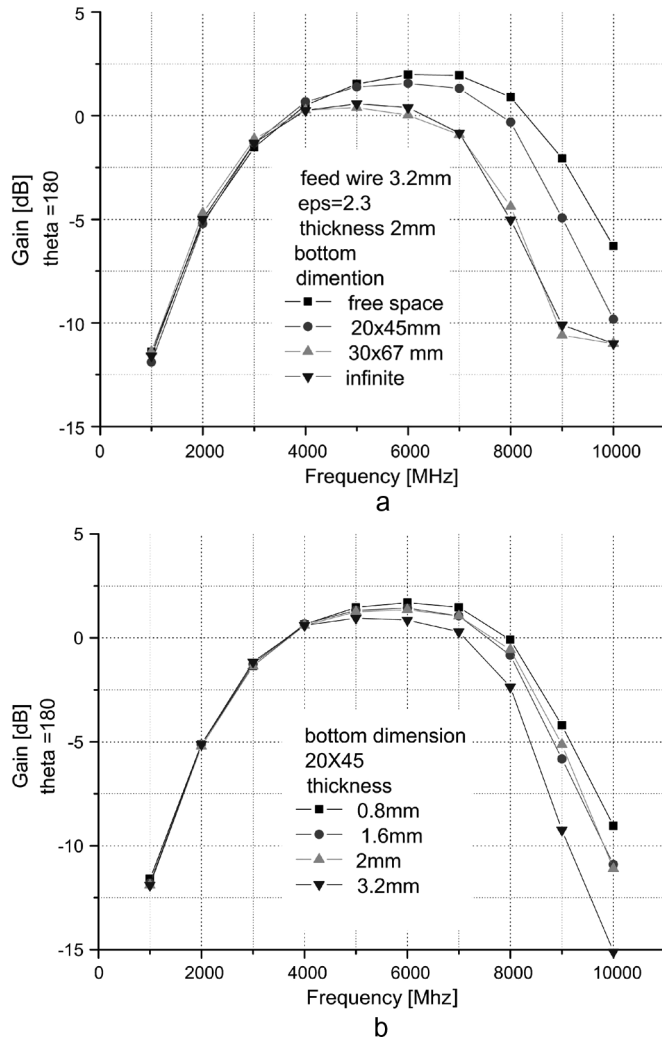 5
0
-5
-10
-15
Gain [dB]
theta =180
feed wire 3.2mm
eps=2.3
thickness 2mm
bottom
dimention
free space
20x45mm
30x67 mm
infinite
0 2000 4000 6000 8000 10000
Frequency [MHz]
a
5
0
-5
-10
-15
Gain [dB]
theta =180
bottom dimension
20X45
thickness
0.8mm
1.6mm
2mm
3.2mm
0 2000 4000 6000 8000 10000
Frequency [Mhz]
b